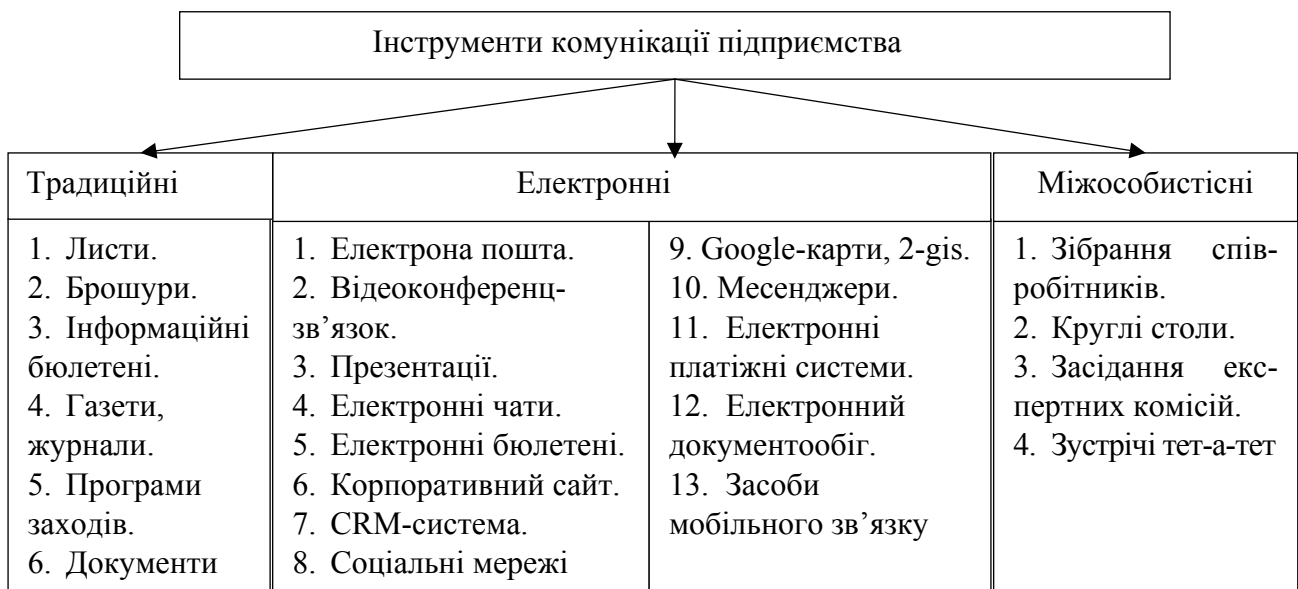 Інструменти комунікації підприємства
Традиційні
1. Листи.
2. Брошури.
3. Інформаційні
бюлетені.
4. Газети,
журнали.
5. Програми
заходів.
6. Документи
Електронні
1. Електрона пошта.
2. Відеоконференц-
зв’язок.
3. Презентації.
4. Електронні чати.
5. Електронні бюлетені.
6. Корпоративний сайт.
7. CRM-система.
8. Соціальні мережі
9. Google-карти, 2-gis.
10. Месенджери.
11. Електронні
платіжні системи.
12. Електронний
документообіг.
13. Засоби
мобільного зв’язку
Міжособистісні
1. Зібрання спів-
робітників.
2. Круглі столи.
3. Засідання екс-
пертних комісій.
4. Зустрічі тет-а-тет